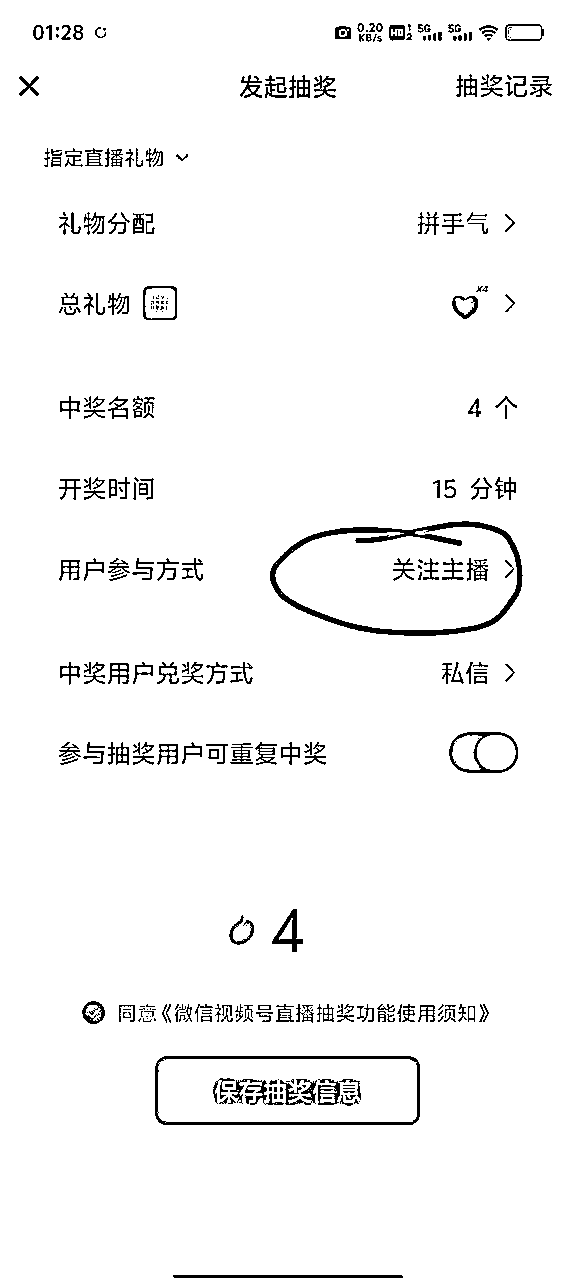 01:28 0.20 KB/s HD 1 2 5G 5G
发起抽奖 抽奖记录
指定直播礼物
礼物分配 拼手气
总礼物 x4
中奖名额 4 个
开奖时间 15 分钟
用户参与方式 关注主播
中奖用户兑奖方式 私信
参与抽奖用户可重复中奖
4
同意《微信视频号直播抽奖功能使用须知》
保存抽奖信息